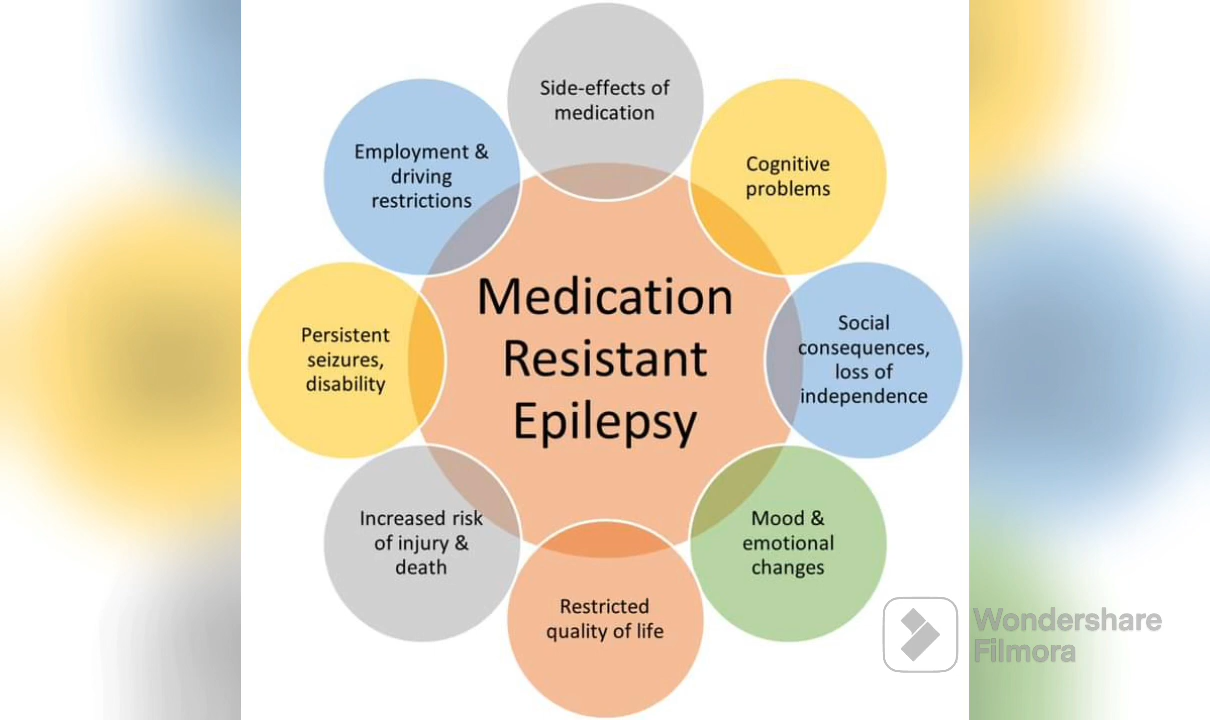 Side-effects of
medication
Cognitive
problems
Social
consequences,
loss of
independence
Mood &
emotional
changes
Restricted
quality of life
Increased risk
of injury &
death
Persistent
seizures,
disability
Employment &
driving
restrictions
Medication
Resistant
Epilepsy
Wondershare
Filmora